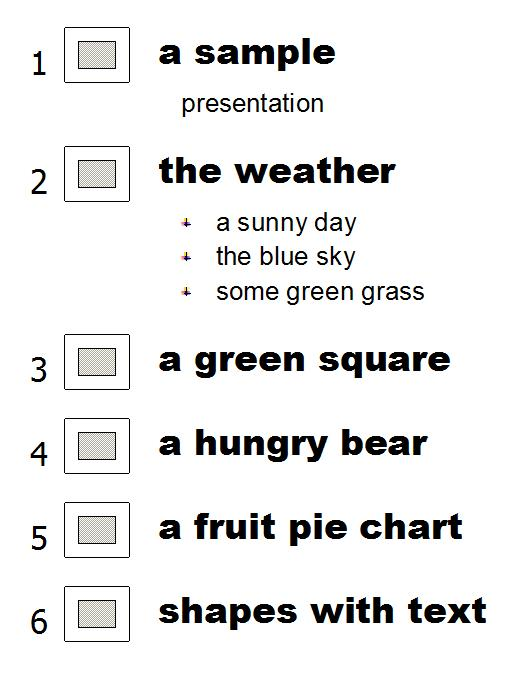 1 a sample
presentation
2 the weather
+ a sunny day
+ the blue sky
+ some green grass
3 a green square
4 a hungry bear
5 a fruit pie chart
6 shapes with text